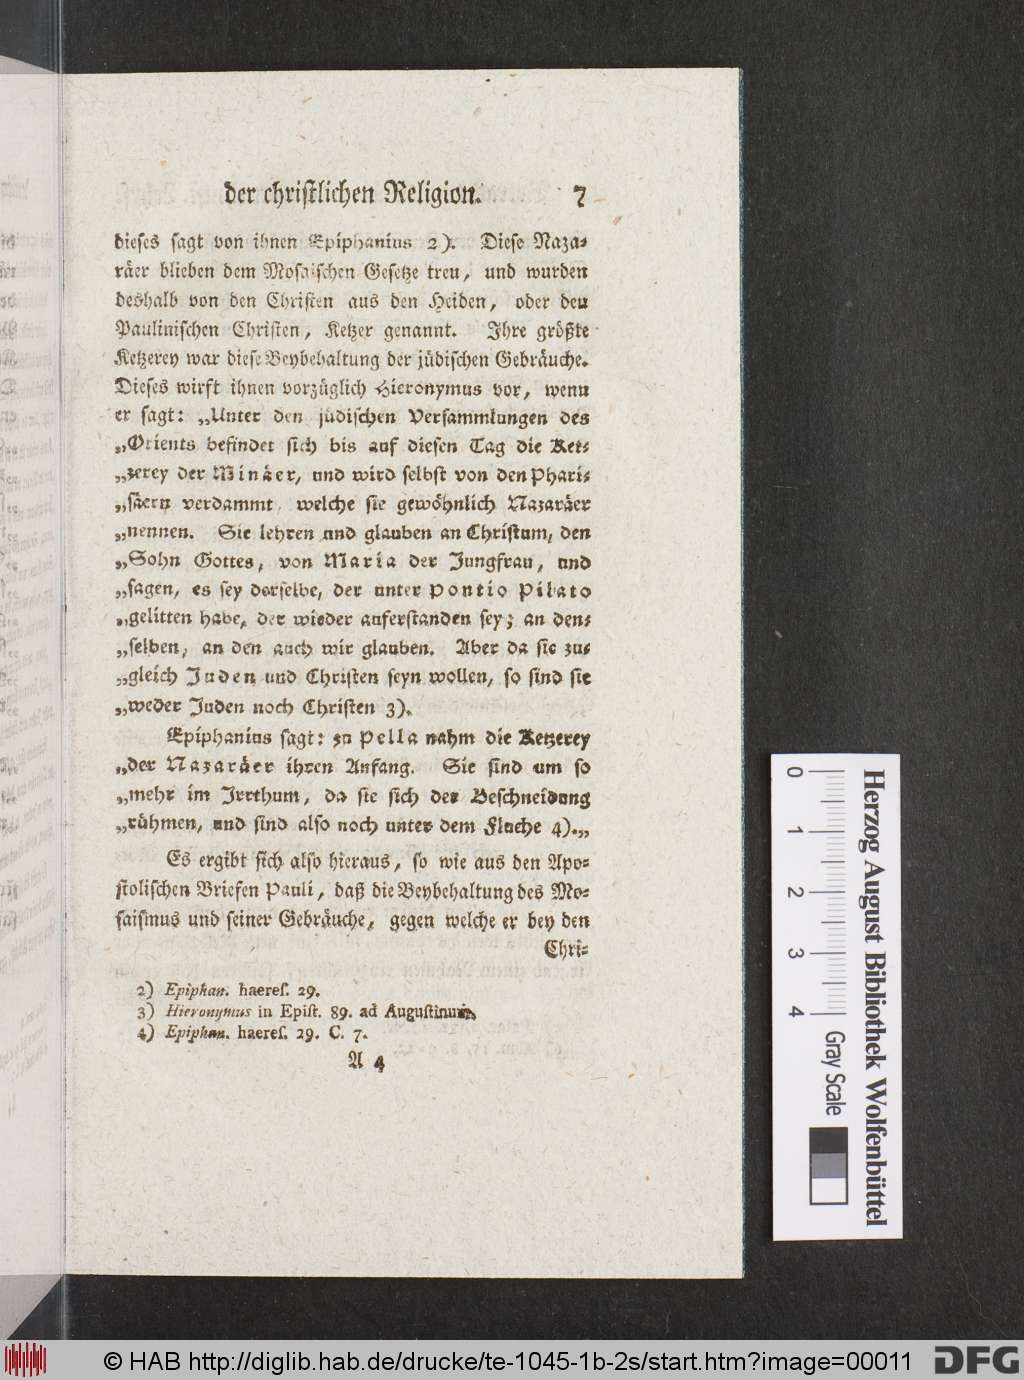 der christlichen Religion. 7
dieses sagt von ihnen Epiphanius 2). Diese Naza-
räer blieben dem Mosaischen Gesetze treu, und wurden
deshalb von den Christen aus den Heiden, oder den
Paulinischen Christen, Ketzer genannt. Ihre größte
Ketzerey war diese Beybehaltung der jüdischen Gebräuche.
Dieses wirft ihnen vorzüglich Hieronymus vor, wenn
er sagt: „Unter den jüdischen Versammlungen des
„Orients befindet sich bis auf diesen Tag die Ket-
„zerey der Minäer, und wird selbst von den Phari-
„säern verdammt, welche sie gewöhnlich Nazaräer
„nennen. Sie lehren und glauben an Christum, den
„Sohn Gottes, von Maria der Jungfrau, und
„sagen, es sey derselbe, der unter Pontio Pilato
„gelitten habe, der wieder auferstanden sey; an den-
„selben, an den auch wir glauben. Aber da sie zu-
„gleich Juden und Christen seyn wollen, so sind sie
„weder Juden noch Christen 3).
Epiphanius sagt: zu Pella nahm die Ketzerey
„der Nazaräer ihren Anfang. Sie sind um so
„mehr im Irrthum, da sie sich der Beschneidung
„rühmen, und sind also noch unter dem Fluche 4).„
Es ergibt sich also hieraus, so wie aus den Apo-
stolischen Briefen Pauli, daß die Beybehaltung des Mo-
saismus und seiner Gebräuche, gegen welche er bey den
Chri-
2) Epiphan. haeres. 29.
3) Hieronymus in Epist. 89. ad Augustinum.
4) Epiphan. haeres. 29. C. 7.
A 4
0 1 2 3 4
Herzog August Bibliothek Wolfenbüttel
Gray Scale
© HAB http://diglib.hab.de/drucke/te-1045-1b-2s/start.htm?image=00011
DFG